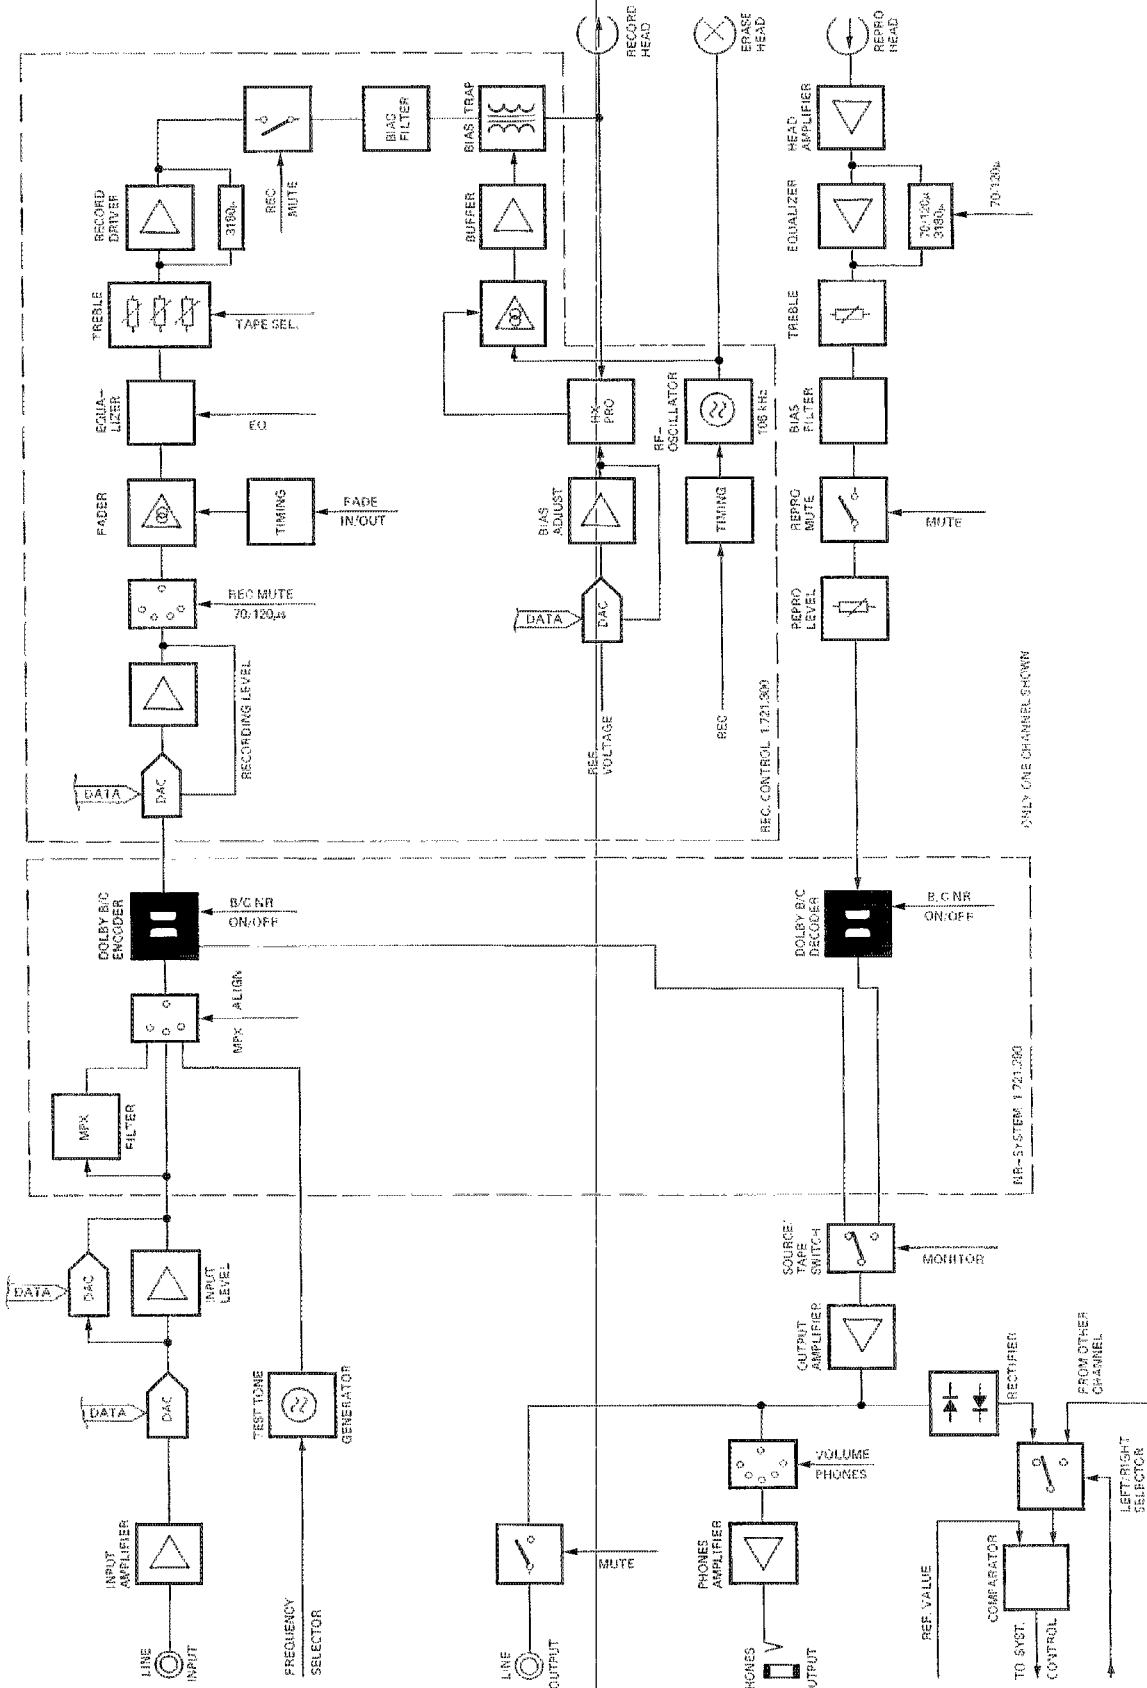 LINE
INPUT
INPUT
AMPLIFIER
DATA
DAC
DATA
DAC
INPUT
LEVEL
MPX
FILTER
MPX ALIGN
DOLBY B/C
ENCODER
B/C NR
ON/OFF
DATA
DAC
RECORDING LEVEL
REC MUTE
70/120µs
FADER
TIMING
FADE
IN/OUT
EQUA-
LIZER
EQ
TREBLE
TAPE SEL.
RECORD
DRIVER
3180µ
REC
MUTE
BIAS
FILTER
BIAS TRAP
BUFFER
RECORD
HEAD
FREQUENCY
SELECTOR
TEST TONE
GENERATOR
REF.
VOLTAGE
DATA
DAC
BIAS
ADJUST
HX
PRO
REC
TIMING
RF-
OSCILLATOR
106 kHz
ERASE
HEAD
REC. CONTROL 1.721.300
LINE
OUTPUT
MUTE
PHONES
OUTPUT
PHONES
AMPLIFIER
VOLUME
PHONES
OUTPUT
AMPLIFIER
SOURCE/
TAPE
SWITCH
MONITOR
DOLBY B/C
DECODER
B/C NR
ON/OFF
REPRO
LEVEL
REPRO
MUTE
MUTE
BIAS
FILTER
TREBLE
EQUALIZER
70/120µ
3180µ
70/120µ
HEAD
AMPLIFIER
REPRO
HEAD
NR-SYSTEM 1.721.290
REF. VALUE
TO SYST.
CONTROL
COMPARATOR
RECTIFIER
FROM OTHER
CHANNEL
LEFT/RIGHT
SELECTOR
ONLY ONE CHANNEL SHOWN